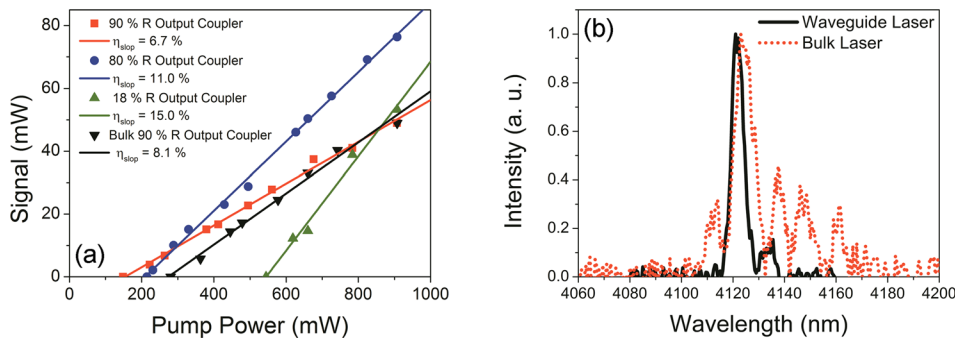 (a)
90 % R Output Coupler
η_slop = 6.7 %
80 % R Output Coupler
η_slop = 11.0 %
18 % R Output Coupler
η_slop = 15.0 %
Bulk 90 % R Output Coupler
η_slop = 8.1 %
Signal (mW)
80
60
40
20
0
0 200 400 600 800 1000
Pump Power (mW)
(b)
Waveguide Laser
Bulk Laser
Intensity (a. u.)
1.0
0.8
0.6
0.4
0.2
0.0
4060 4080 4100 4120 4140 4160 4180 4200
Wavelength (nm)